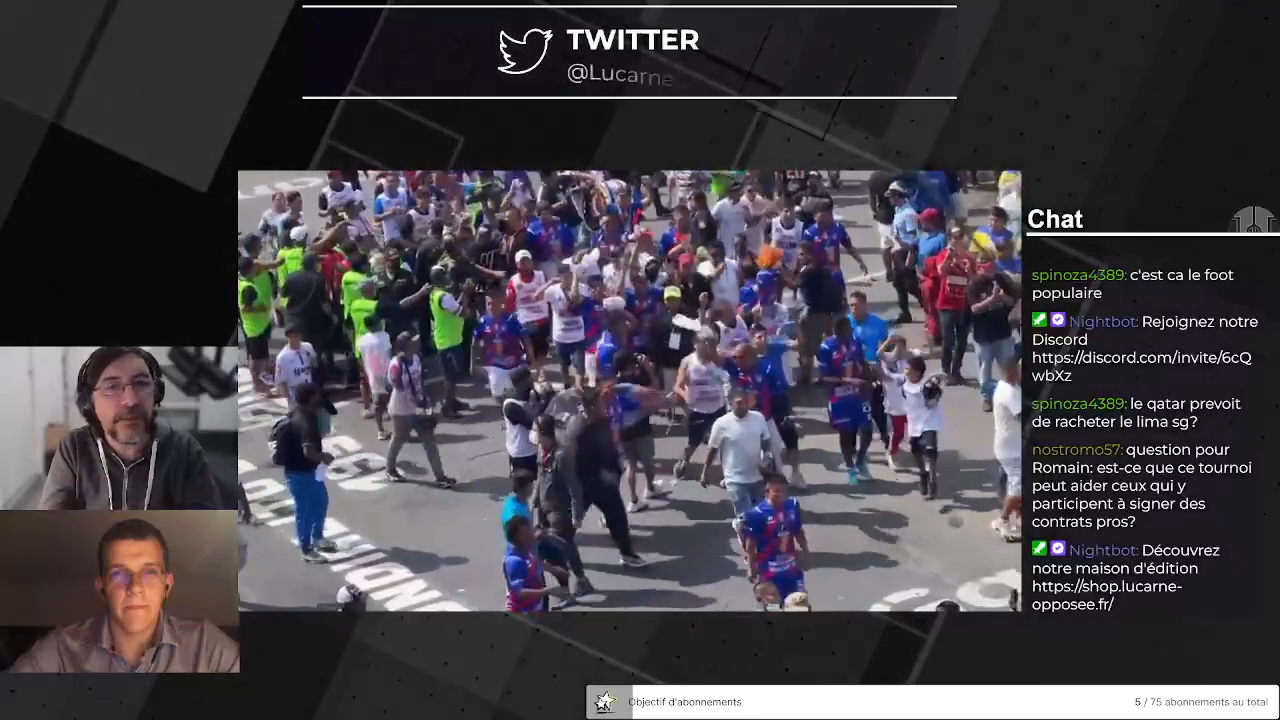 TWITTER
@Lucarne
Chat
spinoza4389: c'est ca le foot
populaire
Nightbot: Rejoignez notre
Discord
https://discord.com/invite/6cQ
wbXz
spinoza4389: le qatar prevoit
de racheter le lima sg?
nostromo57: question pour
Romain: est-ce que ce tournoi
peut aider ceux qui y
participent à signer des
contrats pros?
Nightbot: Découvrez
notre maison d'édition
https://shop.lucarne-
opposee.fr/
Objectif d'abonnements
5 / 75 abonnements au total